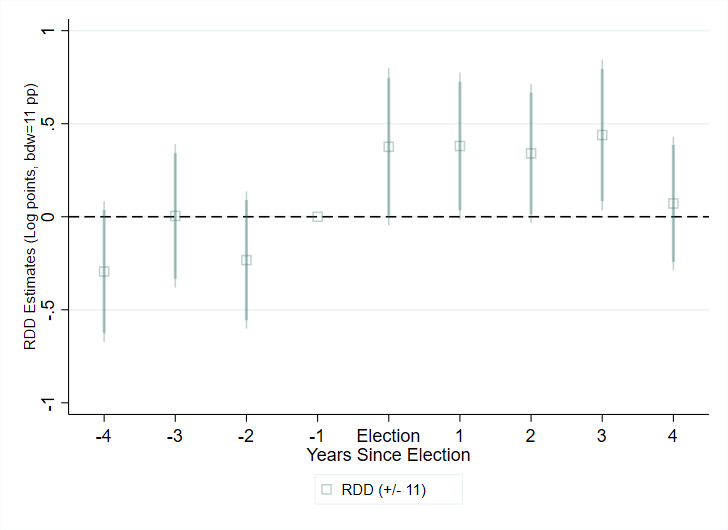 RDD Estimates (Log points, bdw=11 pp)
1
.5
0
-.5
-1
-4 -3 -2 -1 Election 1 2 3 4
Years Since Election
RDD (+/- 11)